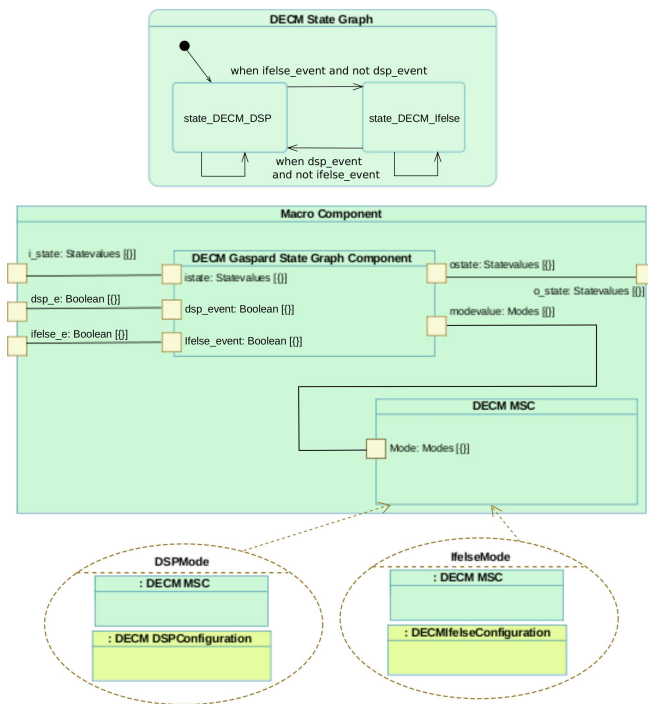 DECM State Graph
when ifelse_event and not dsp_event
state_DECM_DSP
state_DECM_Ifelse
when dsp_event
and not ifelse_event
Macro Component
i_state: Statevalues [{}]
DECM Gaspard State Graph Component
ostate: Statevalues [{}]
istate: Statevalues [{}]
o_state: Statevalues [{}]
dsp_e: Boolean [{}]
dsp_event: Boolean [{}]
modevalue: Modes [{}]
ifelse_e: Boolean [{}]
Ifelse_event: Boolean [{}]
DECM MSC
Mode: Modes [{}]
DSPMode
: DECM MSC
: DECM DSPConfiguration
IfelseMode
: DECM MSC
: DECMIfelseConfiguration